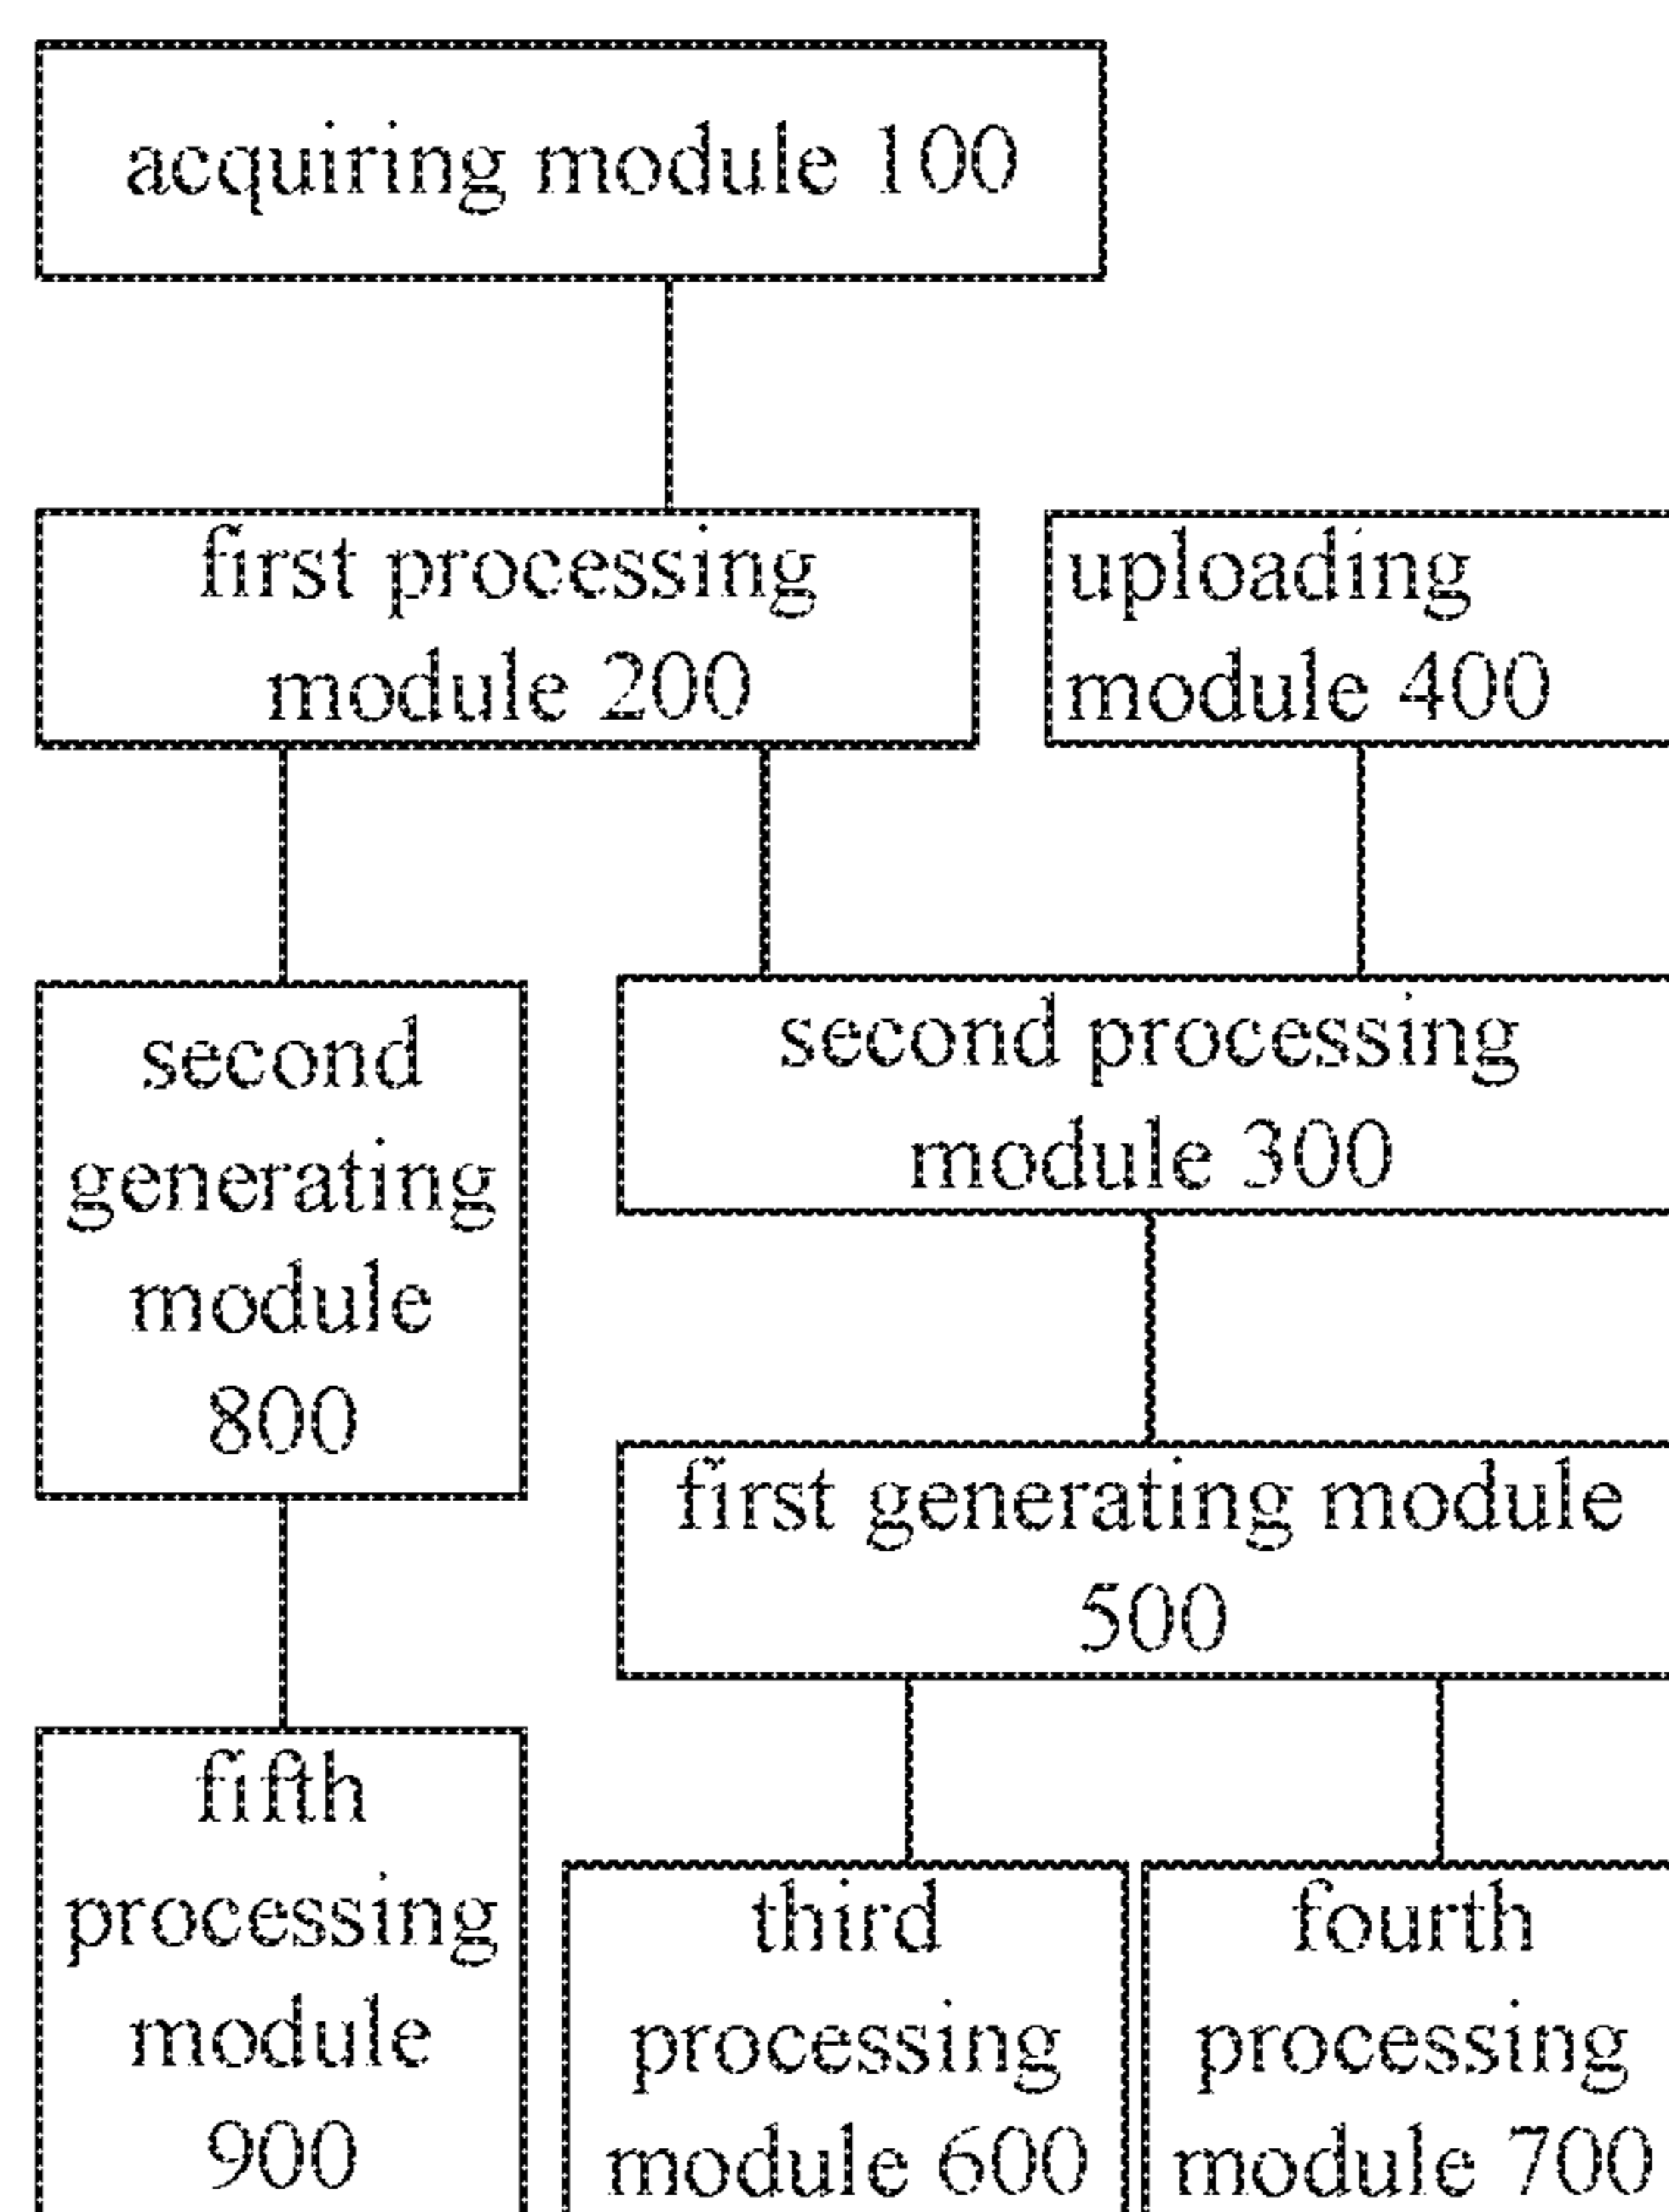 acquiring module 100
first processing
module 200
uploading
module 400
second
generating
module
800
second processing
module 300
first generating module
500
fifth
processing
module
900
third
processing
module 600
fourth
processing
module 700